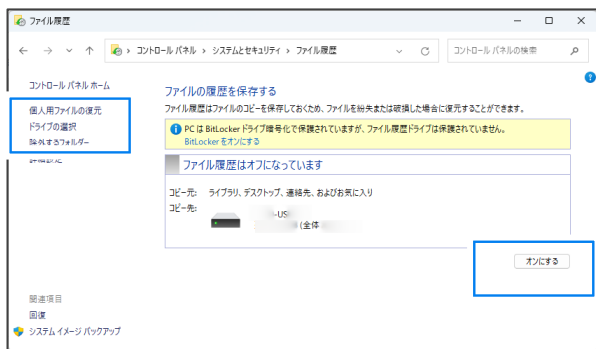 ファイル履歴
コントロール パネル › システムとセキュリティ › ファイル履歴
コントロール パネルの検索
コントロール パネル ホーム
個人用ファイルの復元
ドライブの選択
除外するフォルダー
詳細設定
ファイルの履歴を保存する
ファイル履歴はファイルのコピーを保存しておくため、ファイルを紛失または破損した場合に復元することができます。
PC は BitLocker ドライブ暗号化で保護されていますが、ファイル履歴ドライブは保護されていません。
BitLocker をオンにする
ファイル履歴はオフになっています
コピー元: ライブラリ、デスクトップ、連絡先、およびお気に入り
コピー先:
-US
(全体
オンにする
関連項目
回復
システム イメージ バックアップ